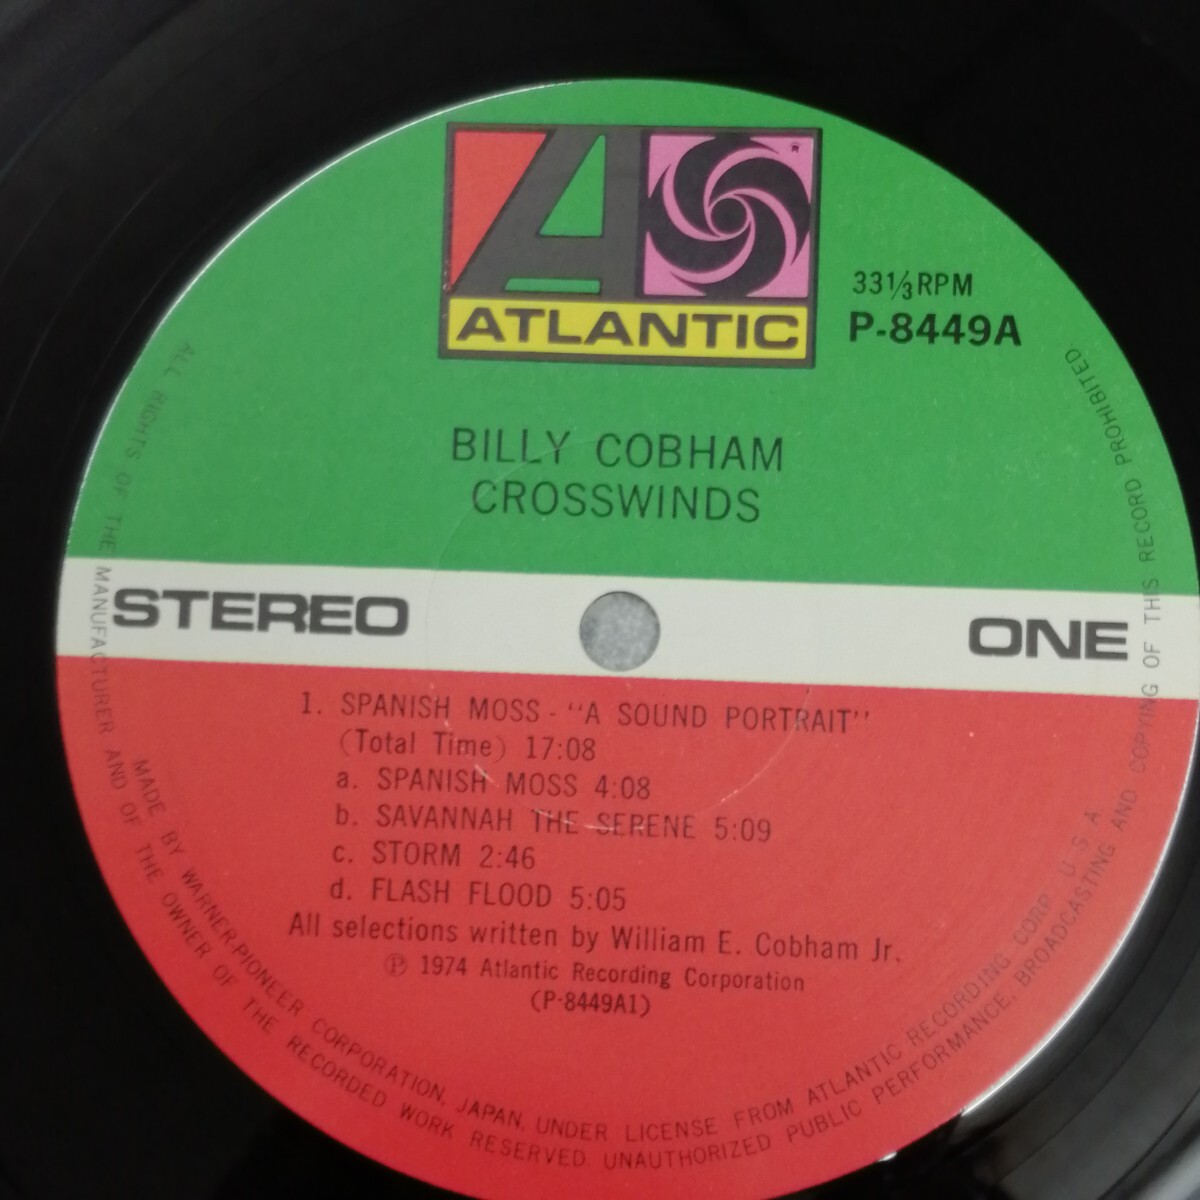 ATLANTIC
33 1/3 RPM
P-8449A
BILLY COBHAM
CROSSWINDS
STEREO
ONE
1. SPANISH MOSS - "A SOUND PORTRAIT"
(Total Time) 17:08
a. SPANISH MOSS 4:08
b. SAVANNAH THE SERENE 5:09
c. STORM 2:46
d. FLASH FLOOD 5:05
All selections written by William E. Cobham Jr.
℗ 1974 Atlantic Recording Corporation
(P-8449A1)
MADE BY WARNER-PIONEER CORPORATION, JAPAN, UNDER LICENSE FROM ATLANTIC RECORDING CORP. U.S.A.
ALL RIGHTS OF THE MANUFACTURER AND OF THE OWNER OF THE RECORDED WORK RESERVED. UNAUTHORIZED PUBLIC PERFORMANCE, BROADCASTING AND COPYING OF THIS RECORD PROHIBITED.